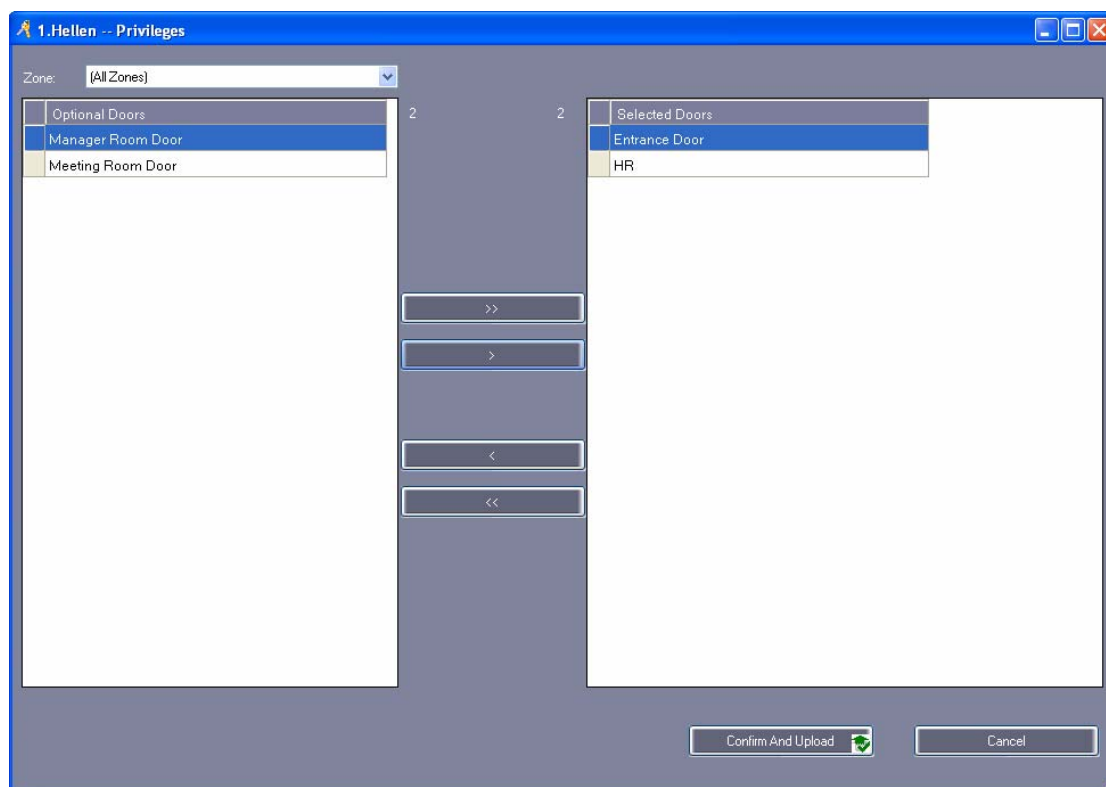 1.Hellen -- Privileges
Zone: (All Zones)
Optional Doors 2 2 Selected Doors
Manager Room Door Entrance Door
Meeting Room Door HR
>>
>
<
<<
Confirm And Upload Cancel